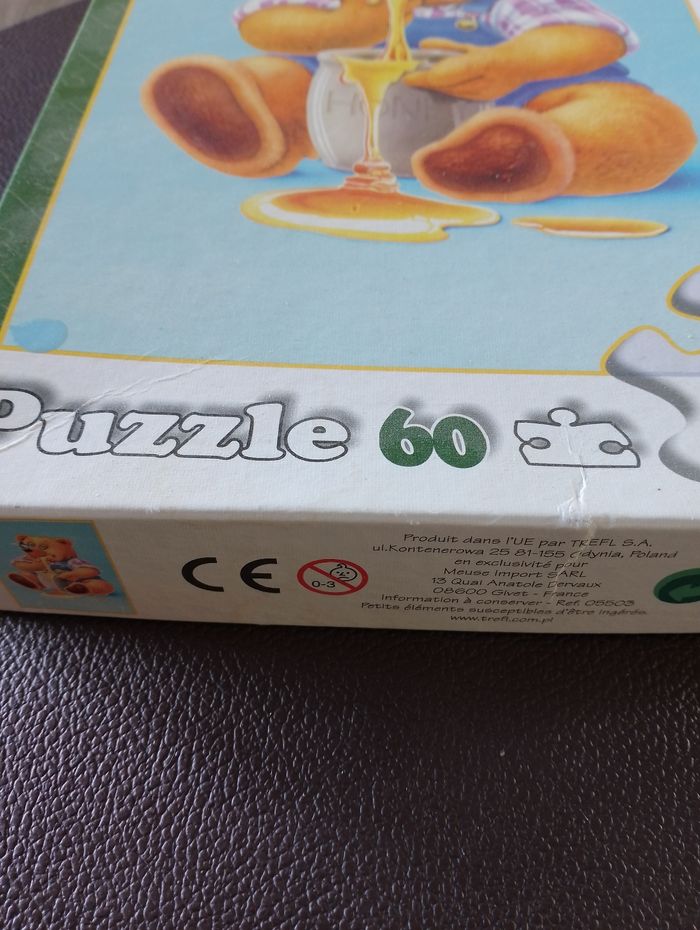 HONEY
Puzzle 60
CE
0-3
Produit dans l'UE par TREFL S.A.
ul.Kontenerowa 25 81-155 Gdynia, Poland
en exclusivité pour
Meuse Import SARL
13 Quai Anatole Dervaux
08600 Givet - France
Information à conserver - Ref. 05503
Petits éléments susceptibles d'être ingérés.
www.trefl.com.pl